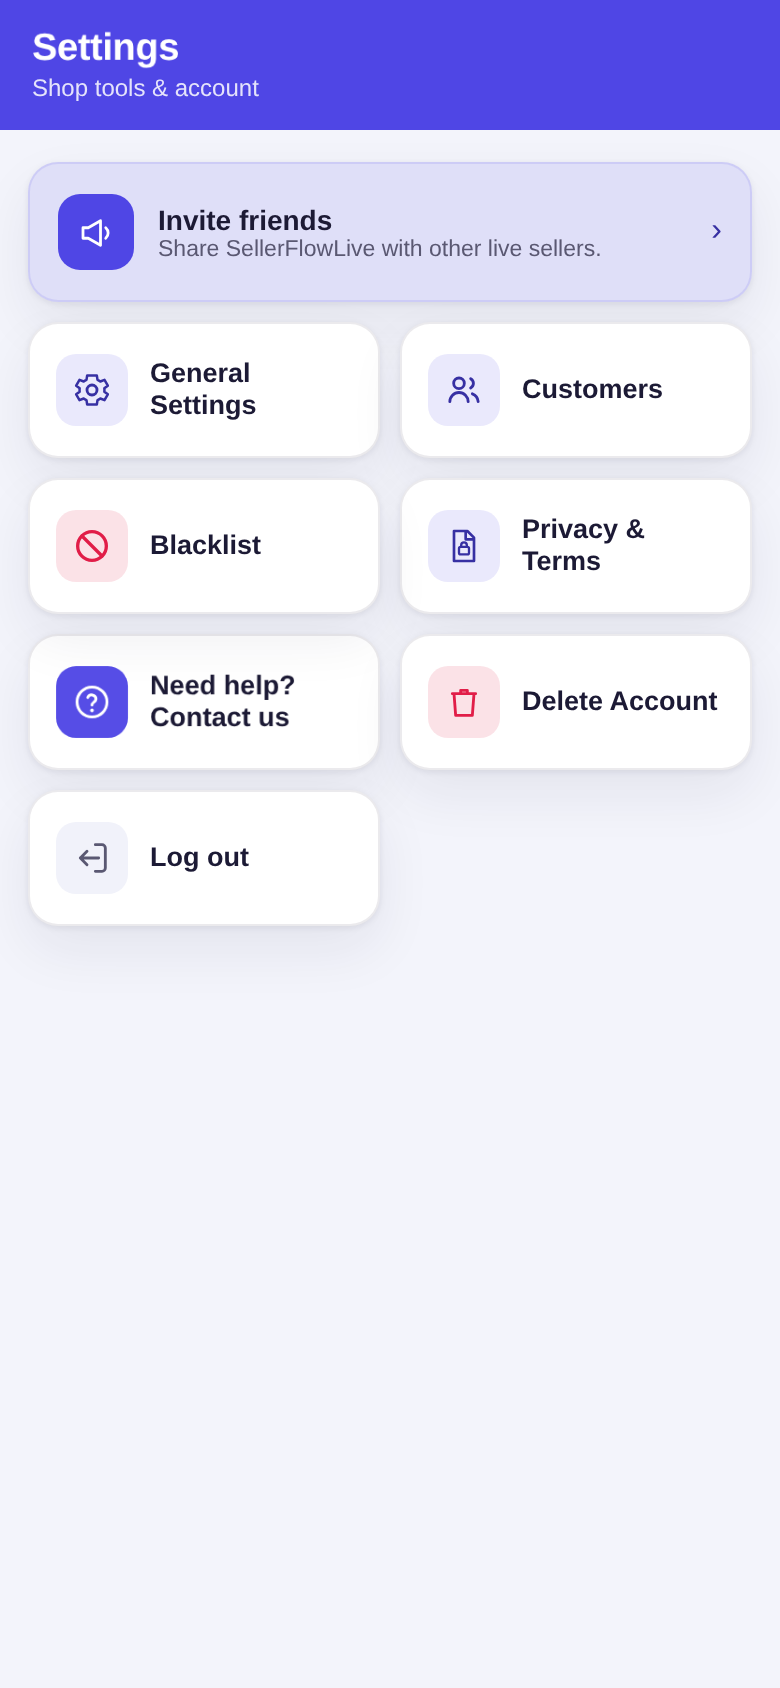 Settings
Shop tools & account
Invite friends
Share SellerFlowLive with other live sellers.
General
Settings
Customers
Blacklist
Privacy &
Terms
Need help?
Contact us
Delete Account
Log out